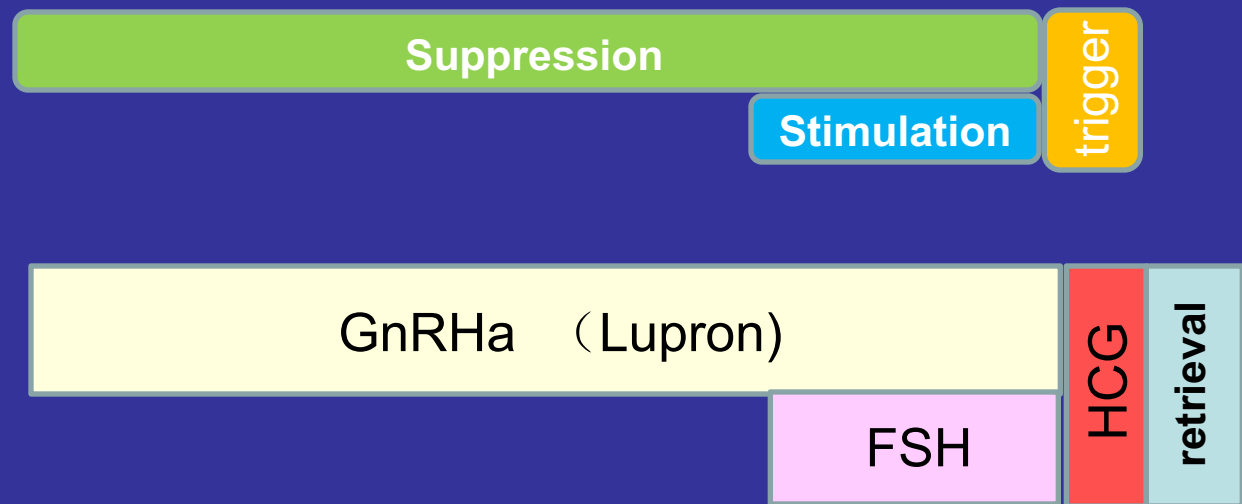 Suppression
trigger
Stimulation
GnRHa （Lupron)
HCG
retrieval
FSH